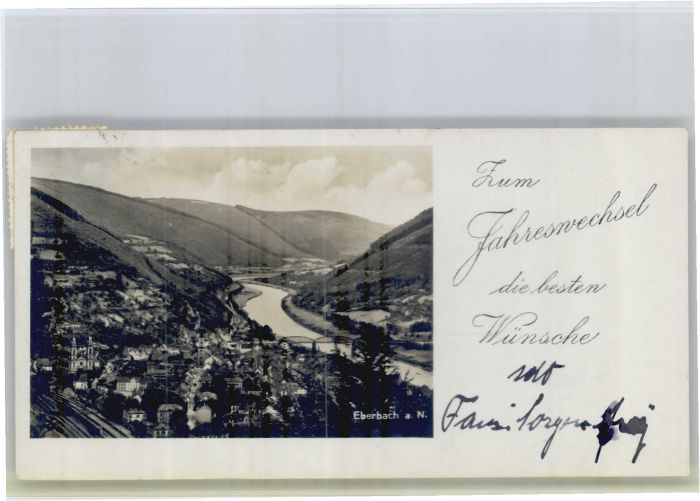 Zum
Jahreswechsel
die besten
Wünsche
Eberbach a. N.